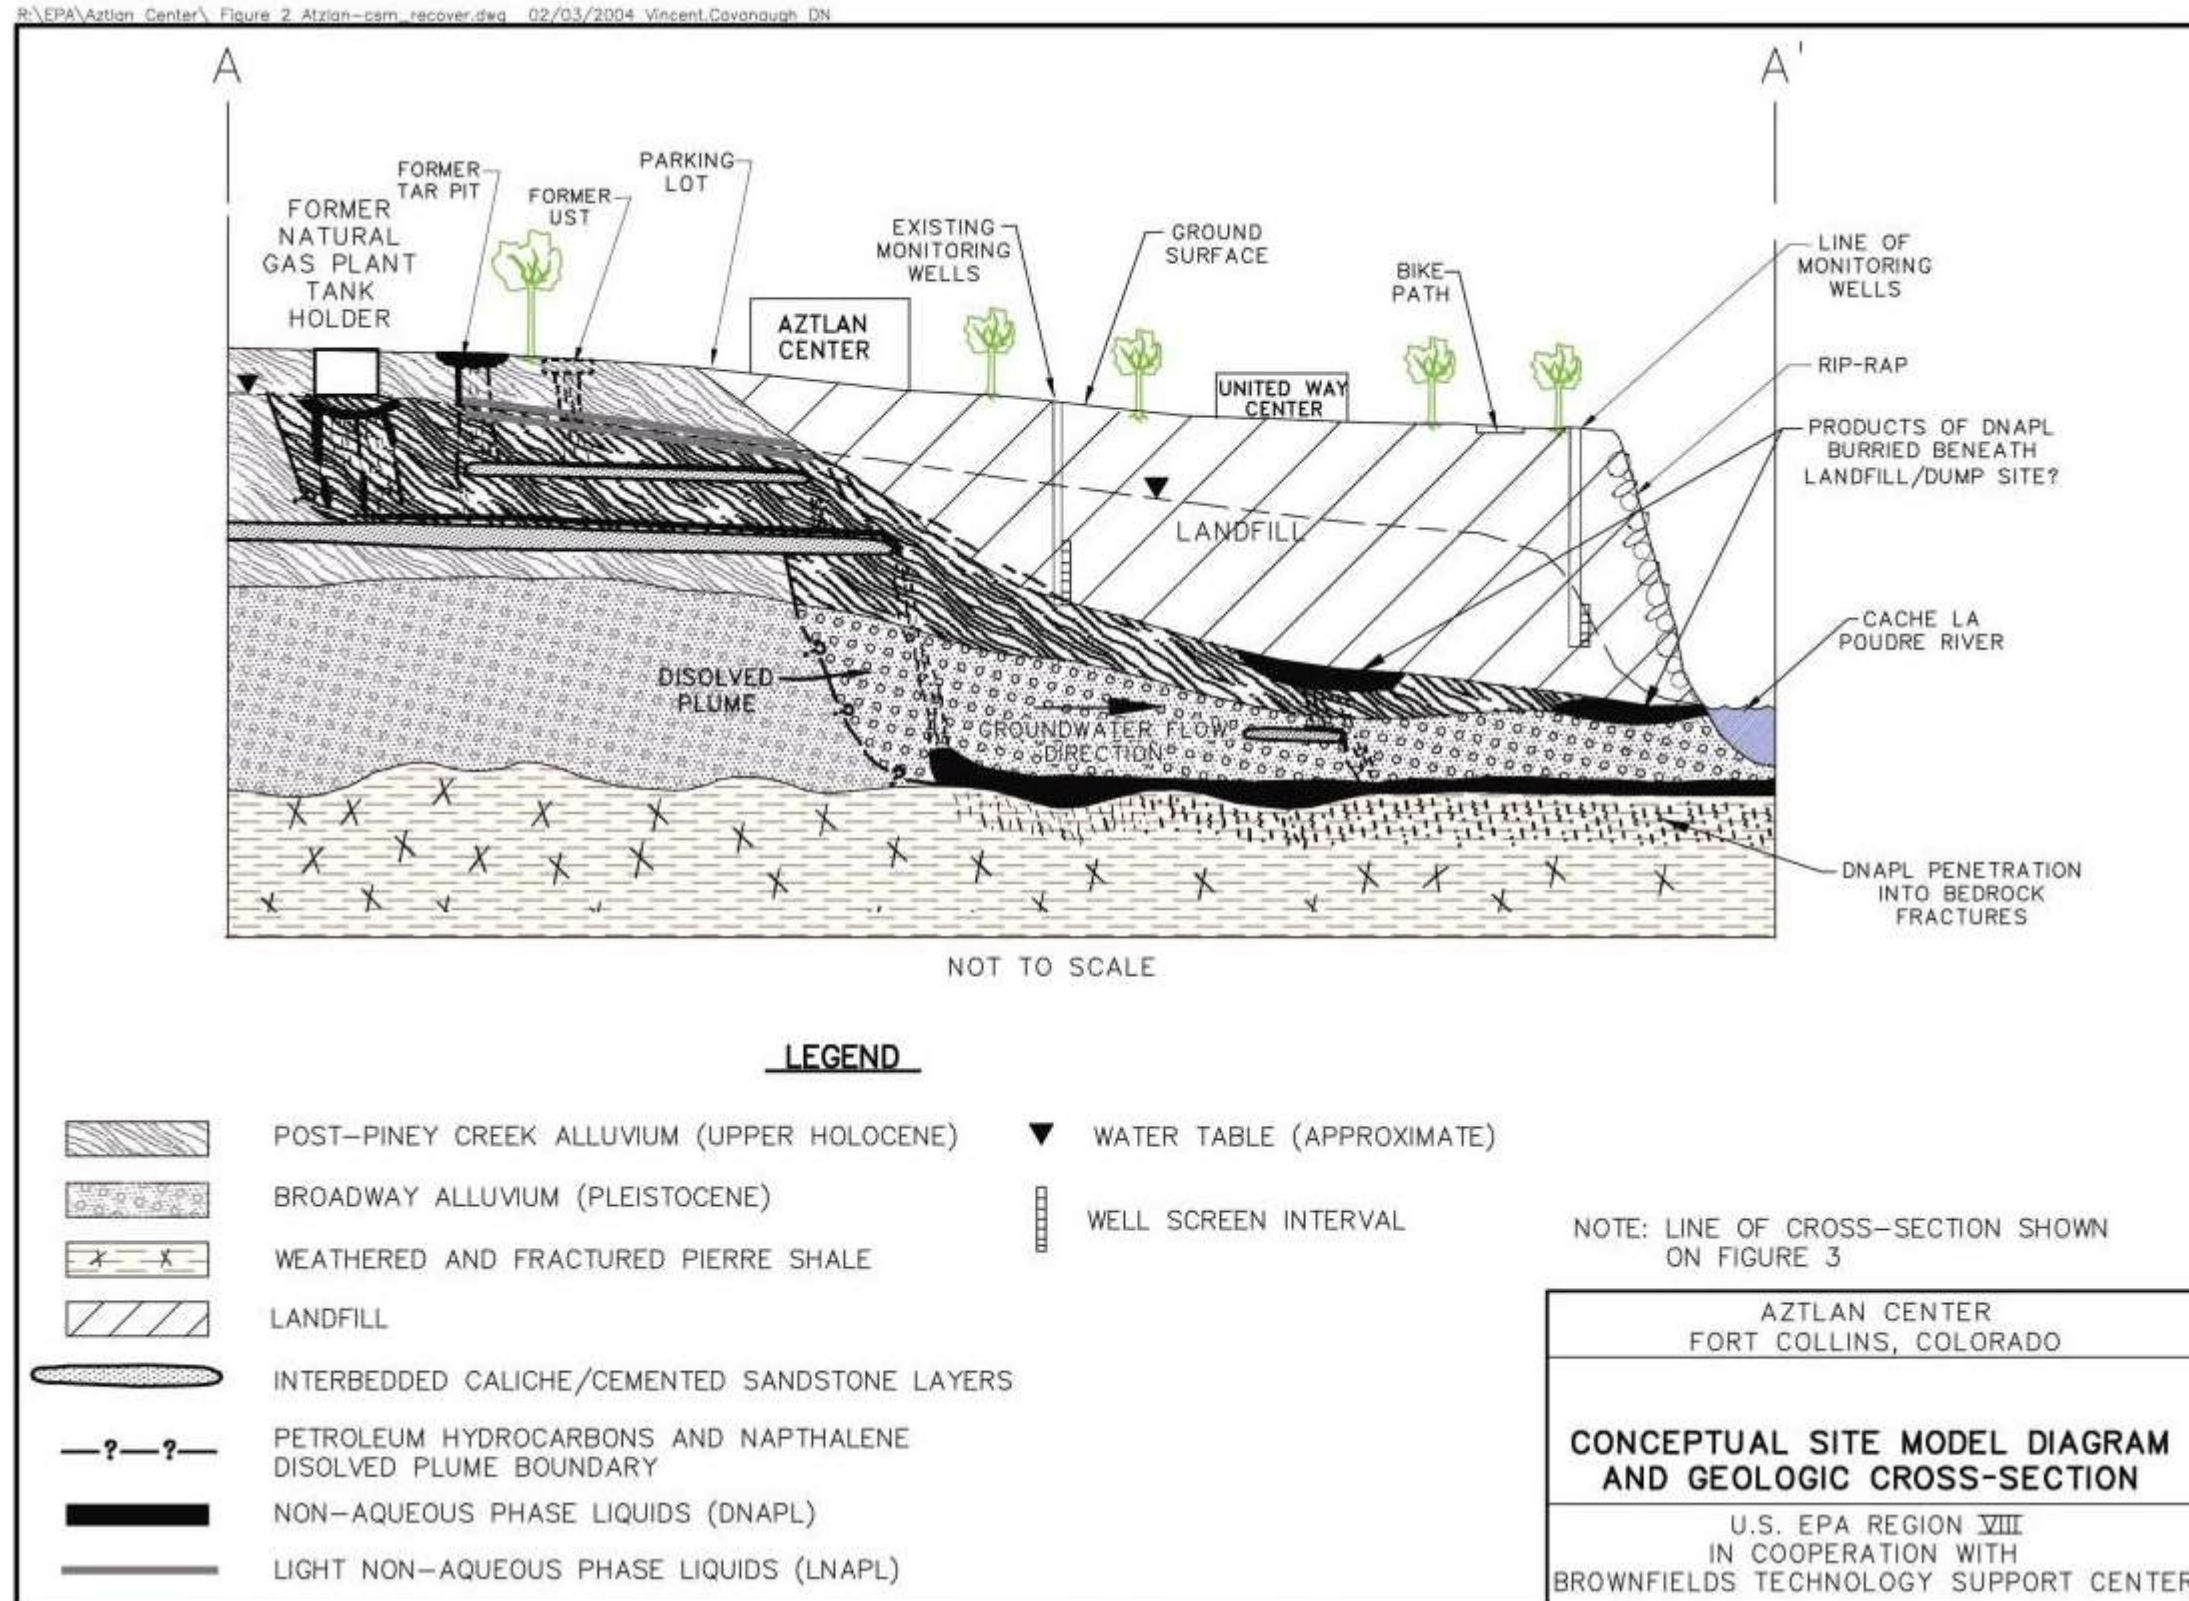 R:\EPA\Aztlan Center\ Figure 2 Atzlan-csm_recover.dwg 02/03/2004 Vincent.Cavanaugh DN
A
A'
FORMER
TAR PIT
FORMER
UST
PARKING
LOT
FORMER
NATURAL
GAS PLANT
TANK
HOLDER
EXISTING
MONITORING
WELLS
GROUND
SURFACE
BIKE
PATH
LINE OF
MONITORING
WELLS
AZTLAN
CENTER
UNITED WAY
CENTER
RIP-RAP
PRODUCTS OF DNAPL
BURRIED BENEATH
LANDFILL/DUMP SITE?
LANDFILL
CACHE LA
POUDRE RIVER
DISOLVED
PLUME
GROUNDWATER FLOW
DIRECTION
?
?
?
?
DNAPL PENETRATION
INTO BEDROCK
FRACTURES
NOT TO SCALE
LEGEND
POST-PINEY CREEK ALLUVIUM (UPPER HOLOCENE)
BROADWAY ALLUVIUM (PLEISTOCENE)
WEATHERED AND FRACTURED PIERRE SHALE
LANDFILL
INTERBEDDED CALICHE/CEMENTED SANDSTONE LAYERS
—?—?—
PETROLEUM HYDROCARBONS AND NAPTHALENE
DISOLVED PLUME BOUNDARY
NON-AQUEOUS PHASE LIQUIDS (DNAPL)
LIGHT NON-AQUEOUS PHASE LIQUIDS (LNAPL)
WATER TABLE (APPROXIMATE)
WELL SCREEN INTERVAL
NOTE: LINE OF CROSS-SECTION SHOWN
ON FIGURE 3
AZTLAN CENTER
FORT COLLINS, COLORADO
CONCEPTUAL SITE MODEL DIAGRAM
AND GEOLOGIC CROSS-SECTION
U.S. EPA REGION VIII
IN COOPERATION WITH
BROWNFIELDS TECHNOLOGY SUPPORT CENTER